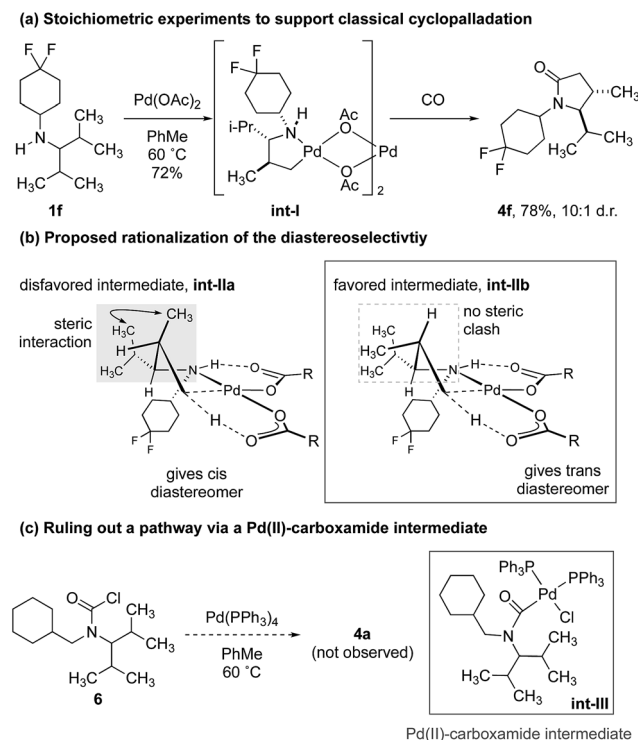 (a) Stoichiometric experiments to support classical cyclopalladation
F F
N
H
CH3
CH3
H3C CH3
1f
Pd(OAc)2
PhMe
60 ˚C
72%
F
F
H
N
i-Pr
H3C
Pd
OAc
OAc
Pd
2
int-I
CO
O
N
CH3
CH3
H3C
F
F
4f, 78%, 10:1 d.r.
(b) Proposed rationalization of the diastereoselectivtiy
disfavored intermediate, int-IIa
steric
interaction
CH3
H3C
H
H3C
H
N
H
O
R
Pd
O
O
H
O
R
F
F
gives cis
diastereomer
favored intermediate, int-IIb
no steric
clash
H
H3C
H3C
H3C
H
N
H
O
R
Pd
O
O
H
O
R
F
F
gives trans
diastereomer
(c) Ruling out a pathway via a Pd(II)-carboxamide intermediate
O
Cl
N
CH3
CH3
H3C
CH3
6
Pd(PPh3)4
PhMe
60 ˚C
4a
(not observed)
Ph3P
PPh3
Pd
O
Cl
N
CH3
CH3
H3C
CH3
int-III
Pd(II)-carboxamide intermediate